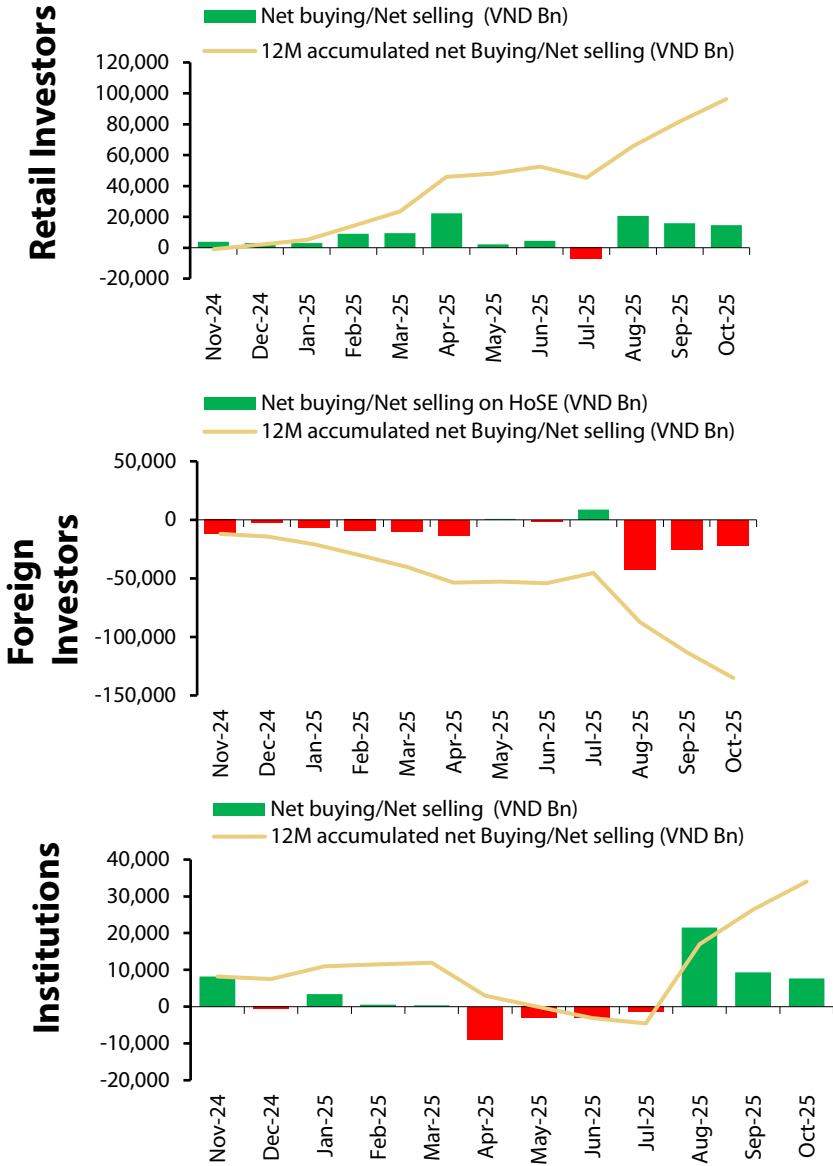 Retail Investors
Net buying/Net selling (VND Bn)
12M accumulated net Buying/Net selling (VND Bn)
120,000
100,000
80,000
60,000
40,000
20,000
0
-20,000
Nov-24
Dec-24
Jan-25
Feb-25
Mar-25
Apr-25
May-25
Jun-25
Jul-25
Aug-25
Sep-25
Oct-25
Foreign
Investors
Net buying/Net selling on HoSE (VND Bn)
12M accumulated net Buying/Net selling (VND Bn)
50,000
0
-50,000
-100,000
-150,000
Nov-24
Dec-24
Jan-25
Feb-25
Mar-25
Apr-25
May-25
Jun-25
Jul-25
Aug-25
Sep-25
Oct-25
Institutions
Net buying/Net selling (VND Bn)
12M accumulated net Buying/Net selling (VND Bn)
40,000
30,000
20,000
10,000
0
-10,000
-20,000
Nov-24
Dec-24
Jan-25
Feb-25
Mar-25
Apr-25
May-25
Jun-25
Jul-25
Aug-25
Sep-25
Oct-25